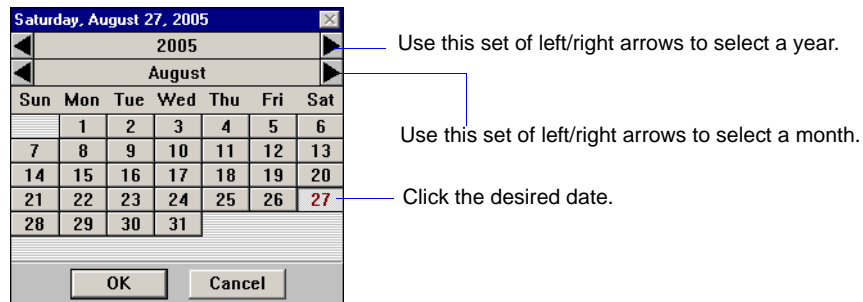 Saturday, August 27, 2005
2005
August
Sun Mon Tue Wed Thu Fri Sat
1 2 3 4 5 6
7 8 9 10 11 12 13
14 15 16 17 18 19 20
21 22 23 24 25 26 27
28 29 30 31
OK Cancel
Use this set of left/right arrows to select a year.
Use this set of left/right arrows to select a month.
Click the desired date.